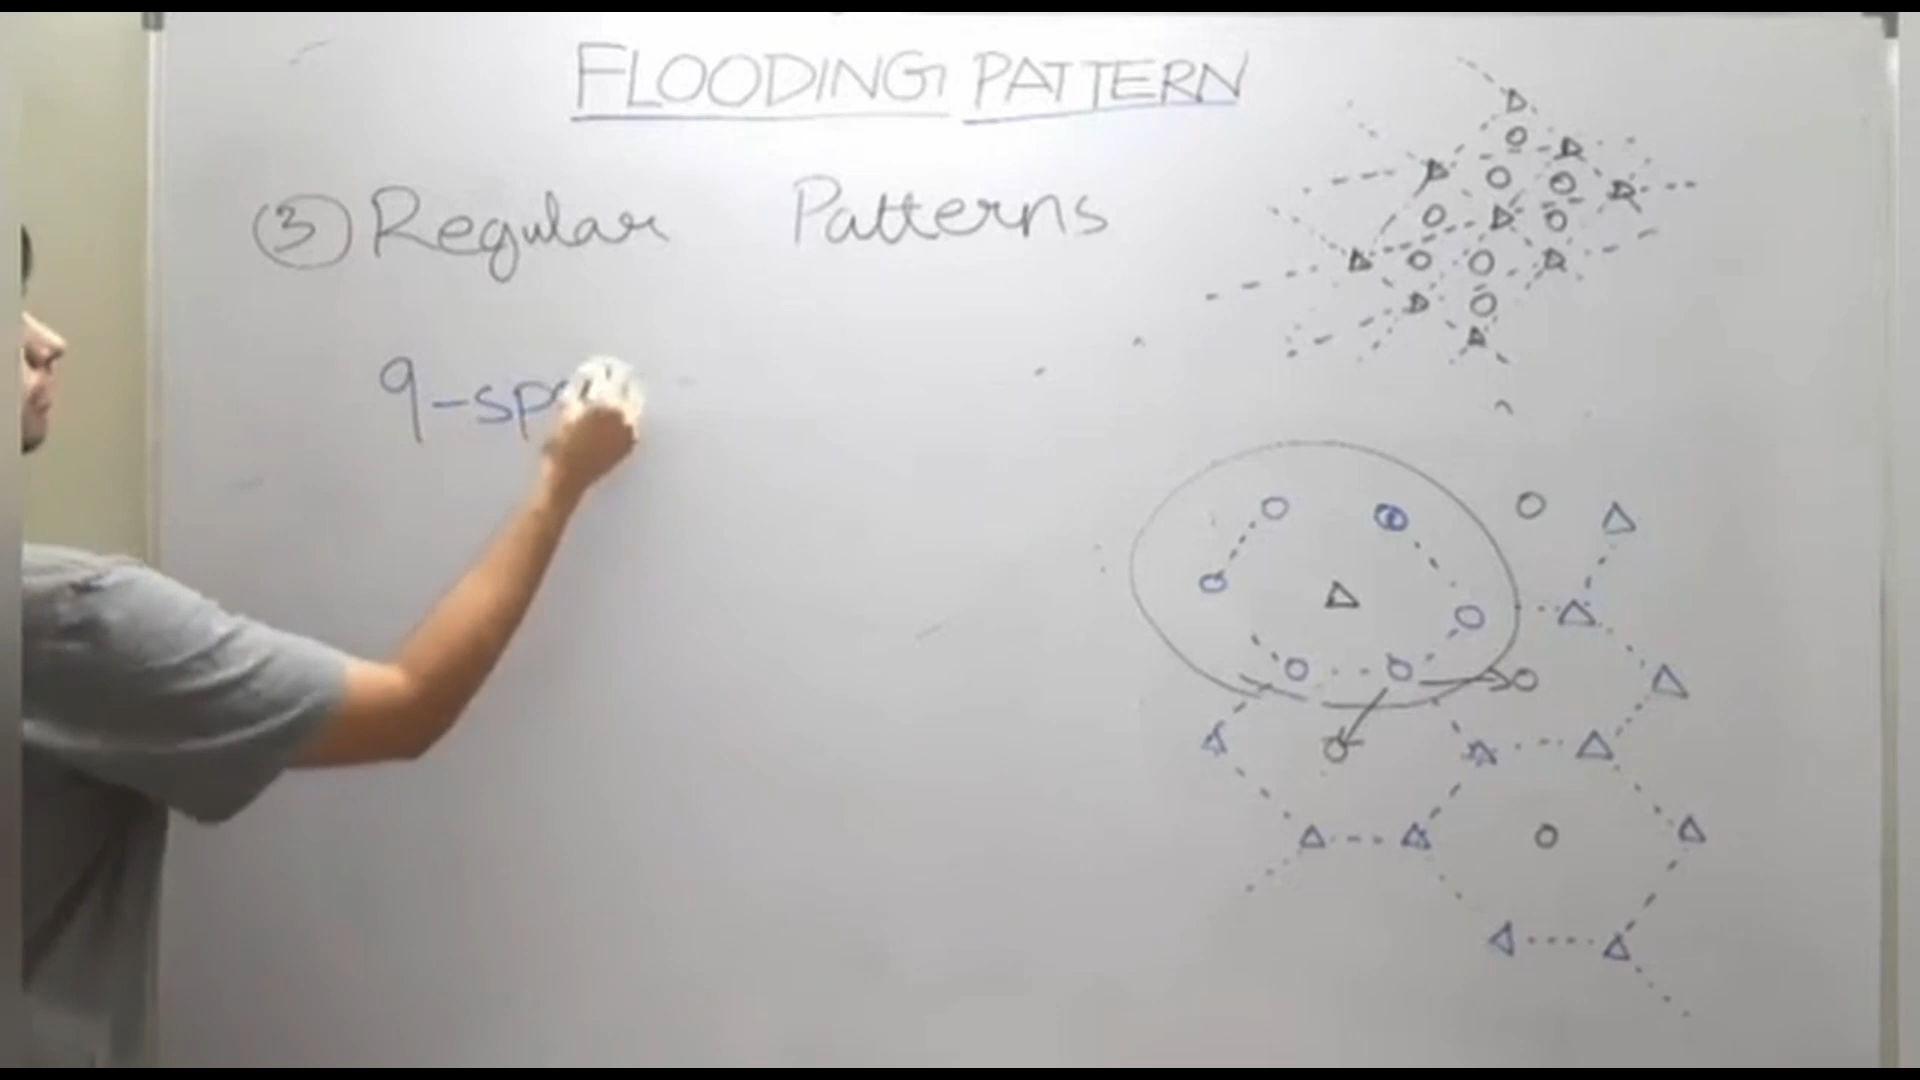 FLOODING PATTERN
③ Regular Patterns
9-sp